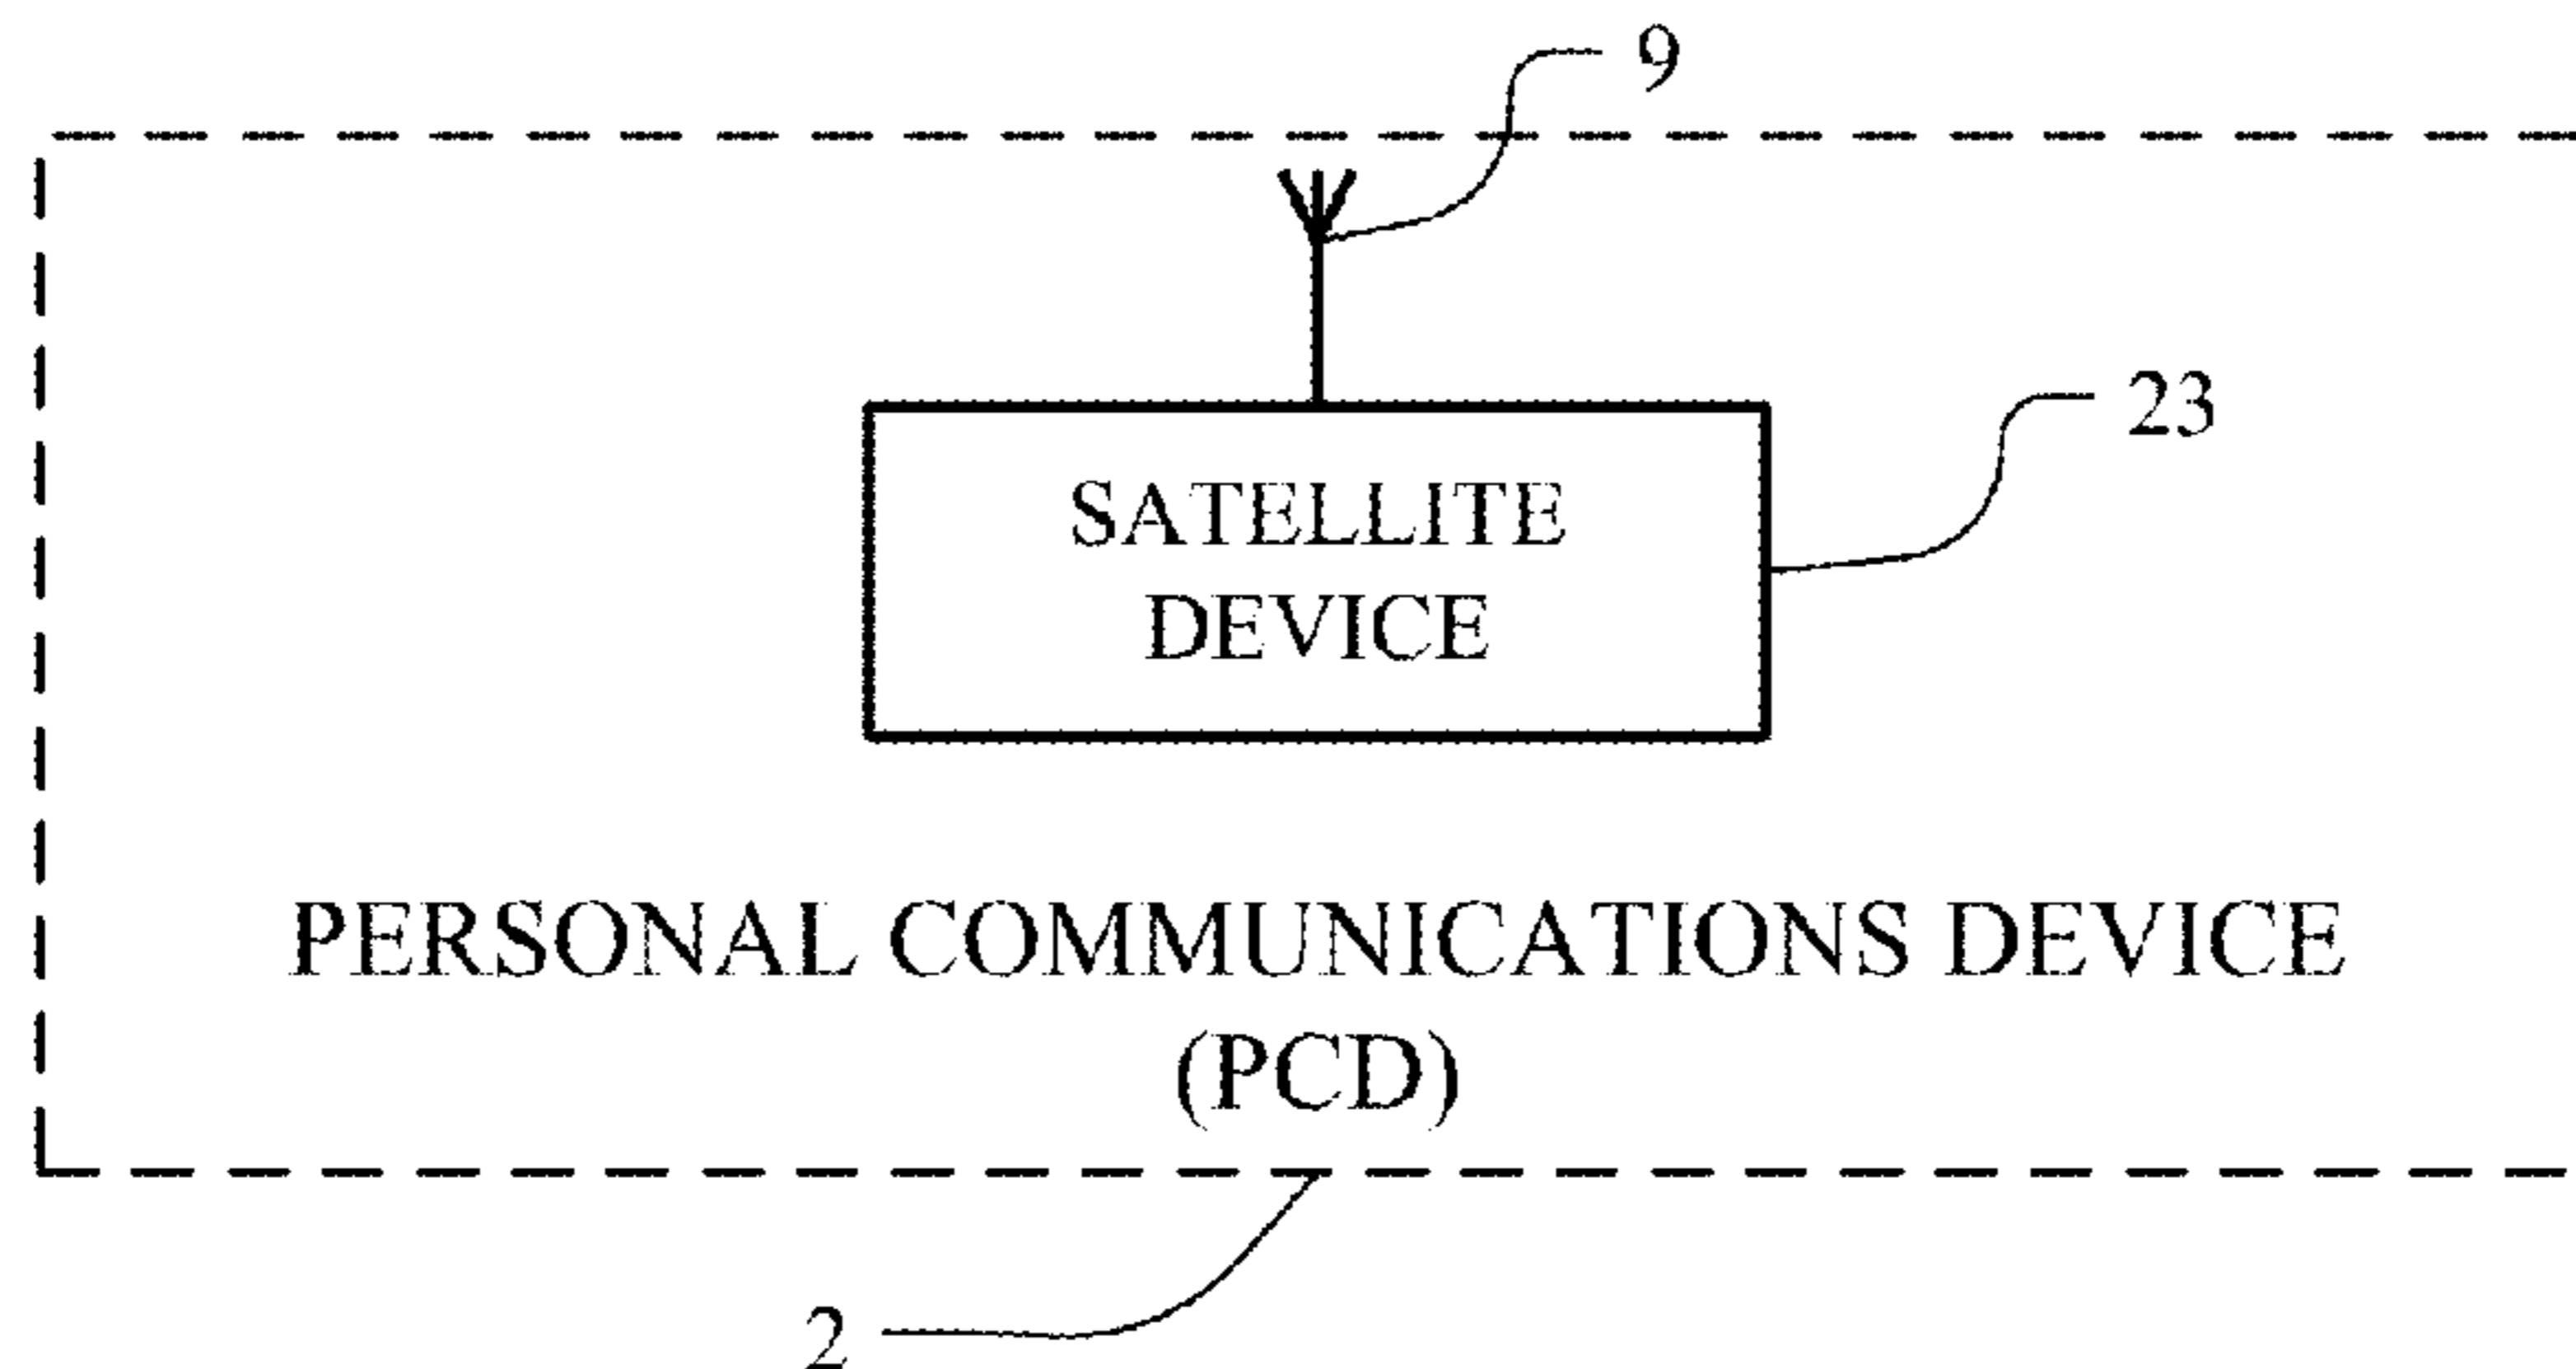 9
23
SATELLITE
DEVICE
PERSONAL COMMUNICATIONS DEVICE
(PCD)
2